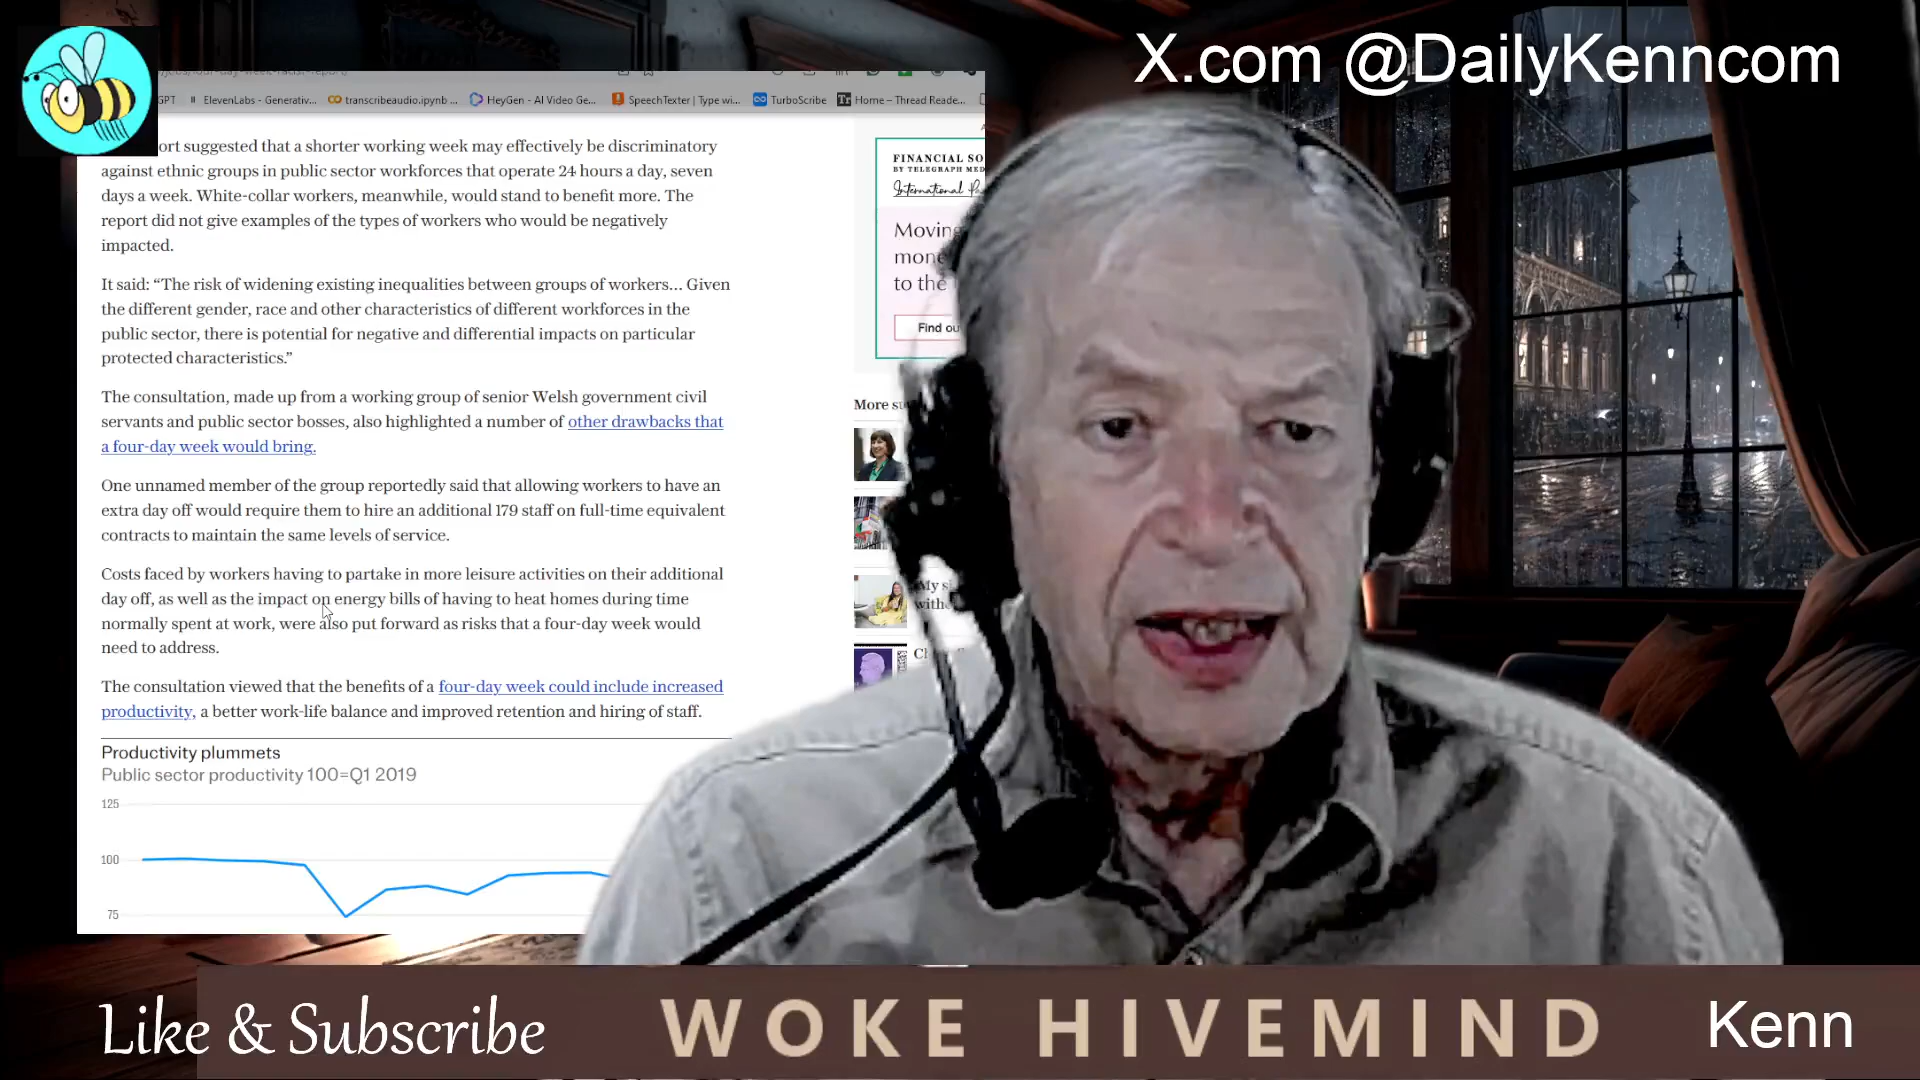 X.com @DailyKenncom
GPT
ElevenLabs - Generativ...
transcribeaudio.ipynb ...
HeyGen - AI Video Ge...
SpeechTexter | Type wi...
TurboScribe
Home – Thread Reade...
ort suggested that a shorter working week may effectively be discriminatory
against ethnic groups in public sector workforces that operate 24 hours a day, seven
days a week. White-collar workers, meanwhile, would stand to benefit more. The
report did not give examples of the types of workers who would be negatively
impacted.
It said: “The risk of widening existing inequalities between groups of workers... Given
the different gender, race and other characteristics of different workforces in the
public sector, there is potential for negative and differential impacts on particular
protected characteristics.”
The consultation, made up from a working group of senior Welsh government civil
servants and public sector bosses, also highlighted a number of other drawbacks that
a four-day week would bring.
One unnamed member of the group reportedly said that allowing workers to have an
extra day off would require them to hire an additional 179 staff on full-time equivalent
contracts to maintain the same levels of service.
Costs faced by workers having to partake in more leisure activities on their additional
day off, as well as the impact on energy bills of having to heat homes during time
normally spent at work, were also put forward as risks that a four-day week would
need to address.
The consultation viewed that the benefits of a four-day week could include increased
productivity, a better work-life balance and improved retention and hiring of staff.
Productivity plummets
Public sector productivity 100=Q1 2019
125
100
75
FINANCIAL SO
BY TELEGRAPH MED
International Pa
Moving
mone
to the
Find ou
More s
My si
with
Like & Subscribe
WOKE HIVEMIND
Kenn